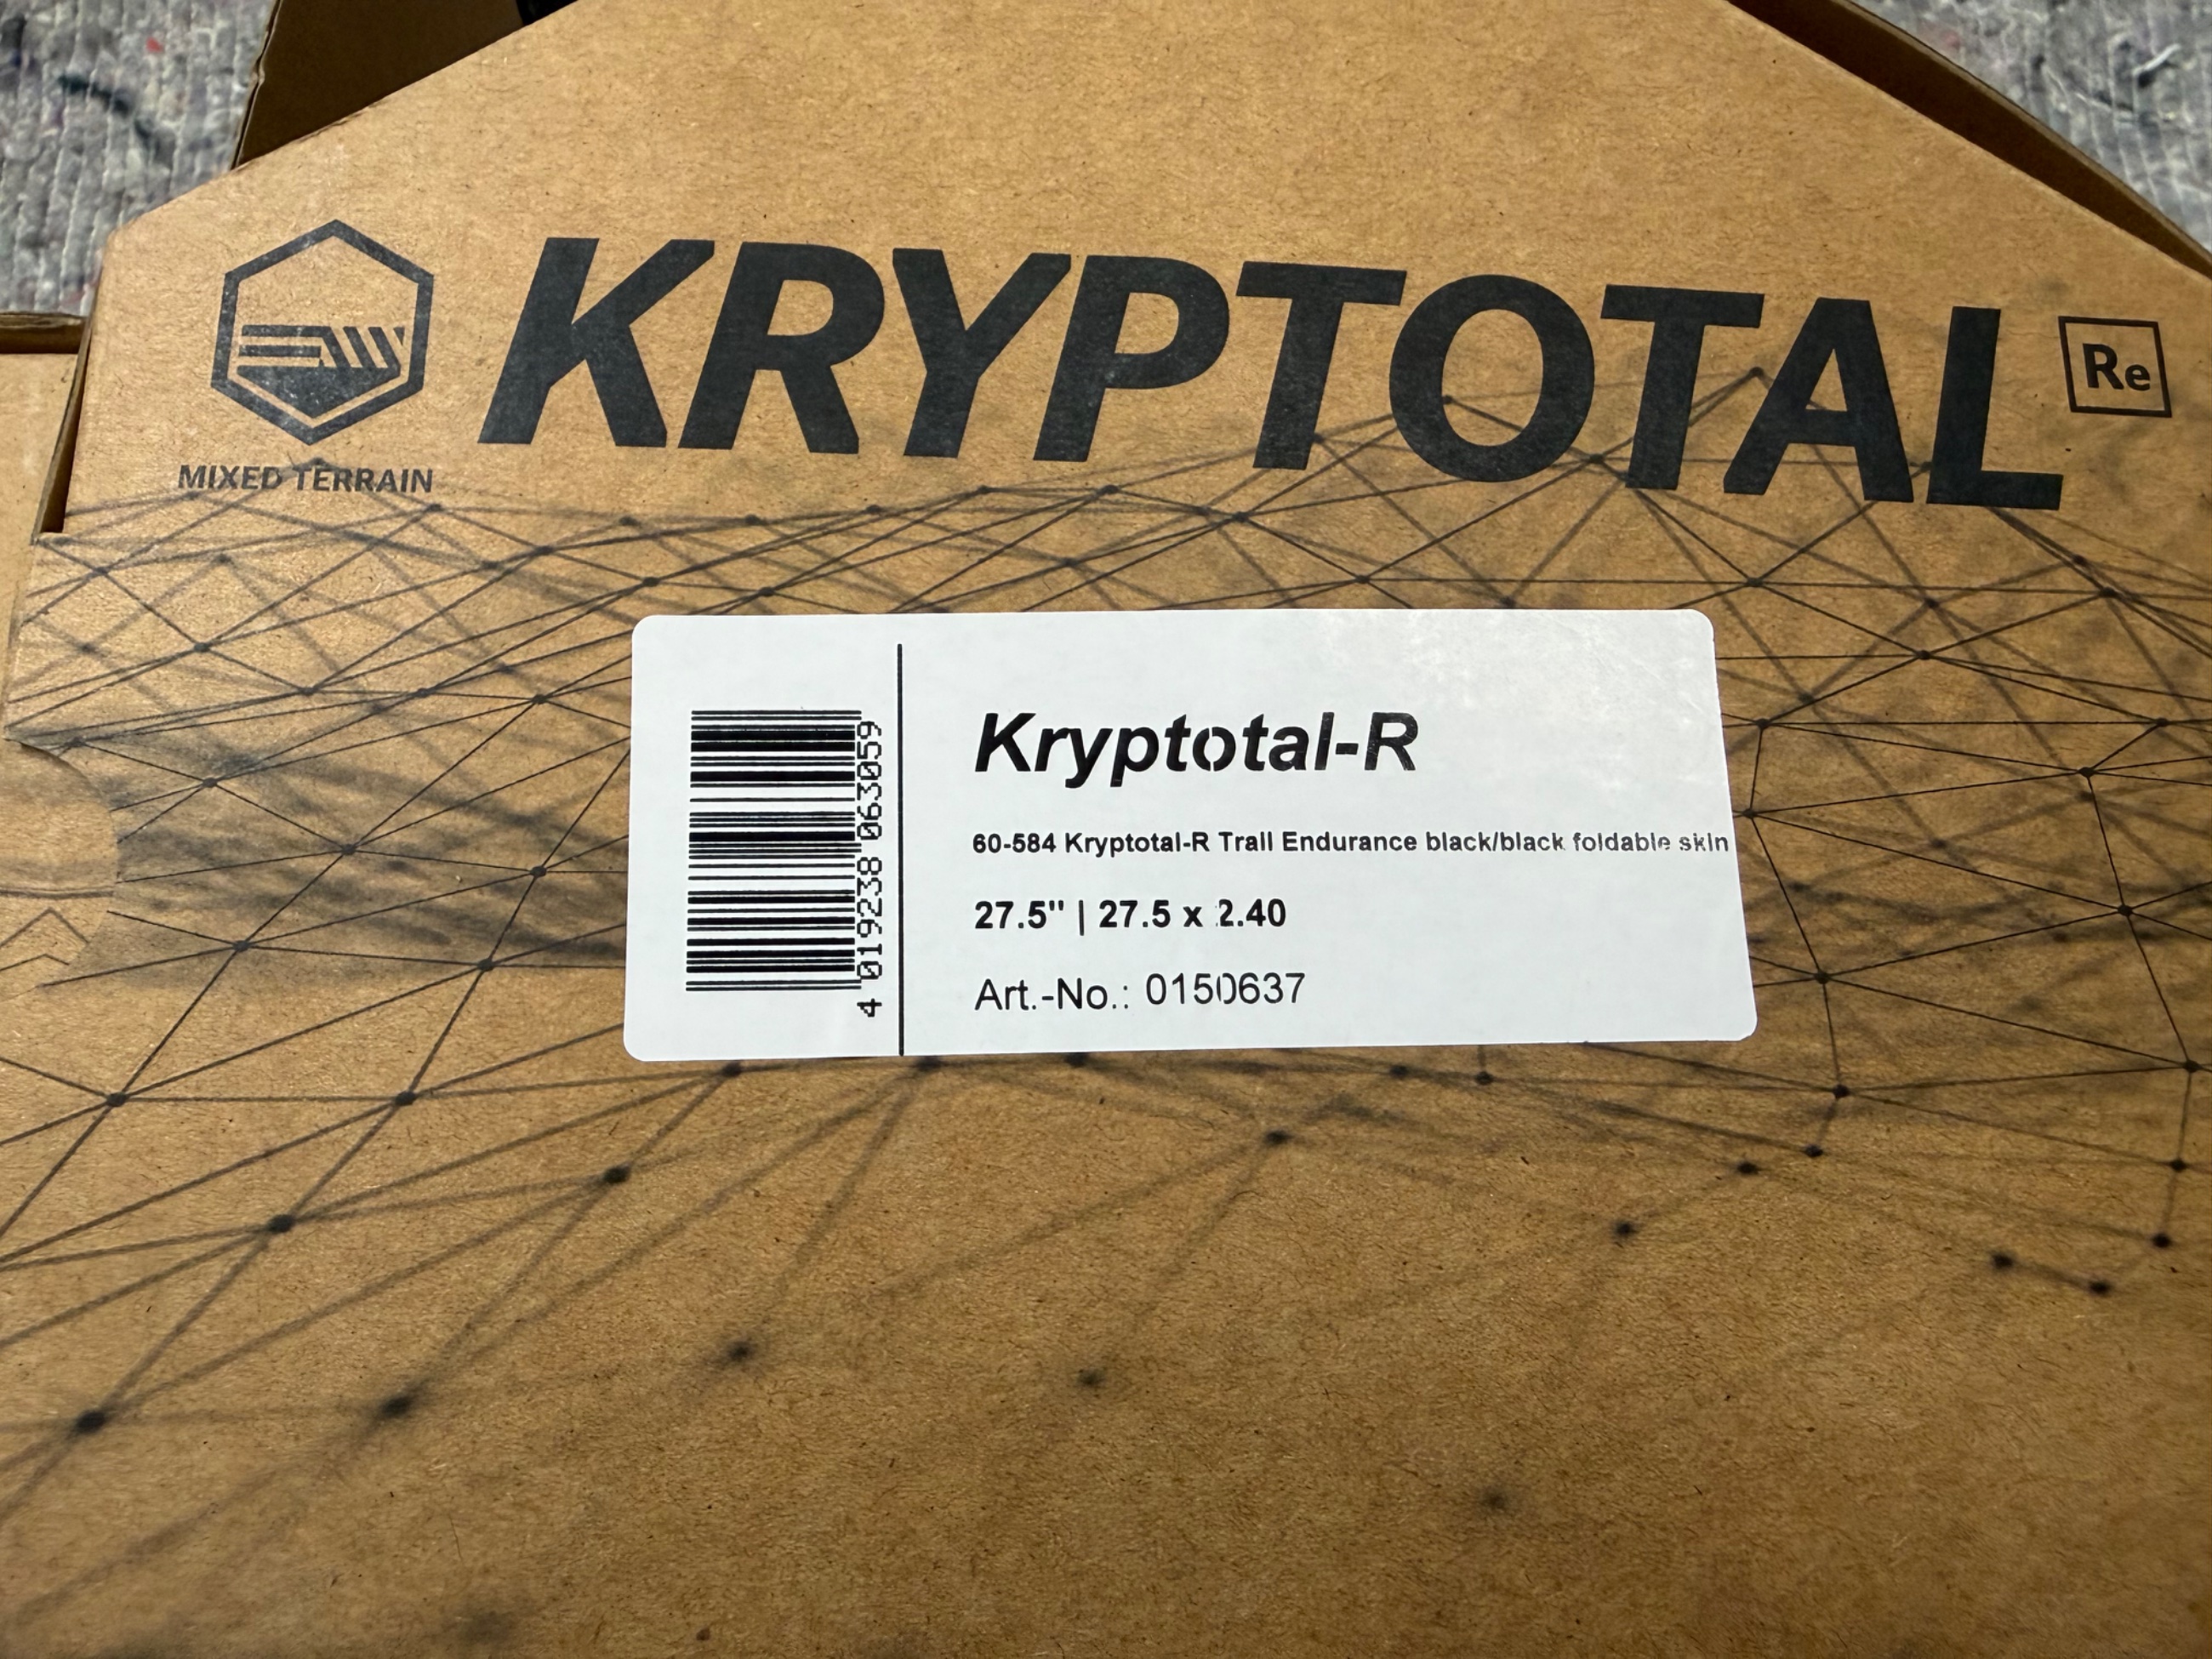 KRYPTOTAL
Re
MIXED TERRAIN
4 019238 063059
Kryptotal-R
60-584 Kryptotal-R Trail Endurance black/black foldable skin
27.5" | 27.5 x 2.40
Art.-No.: 0150637